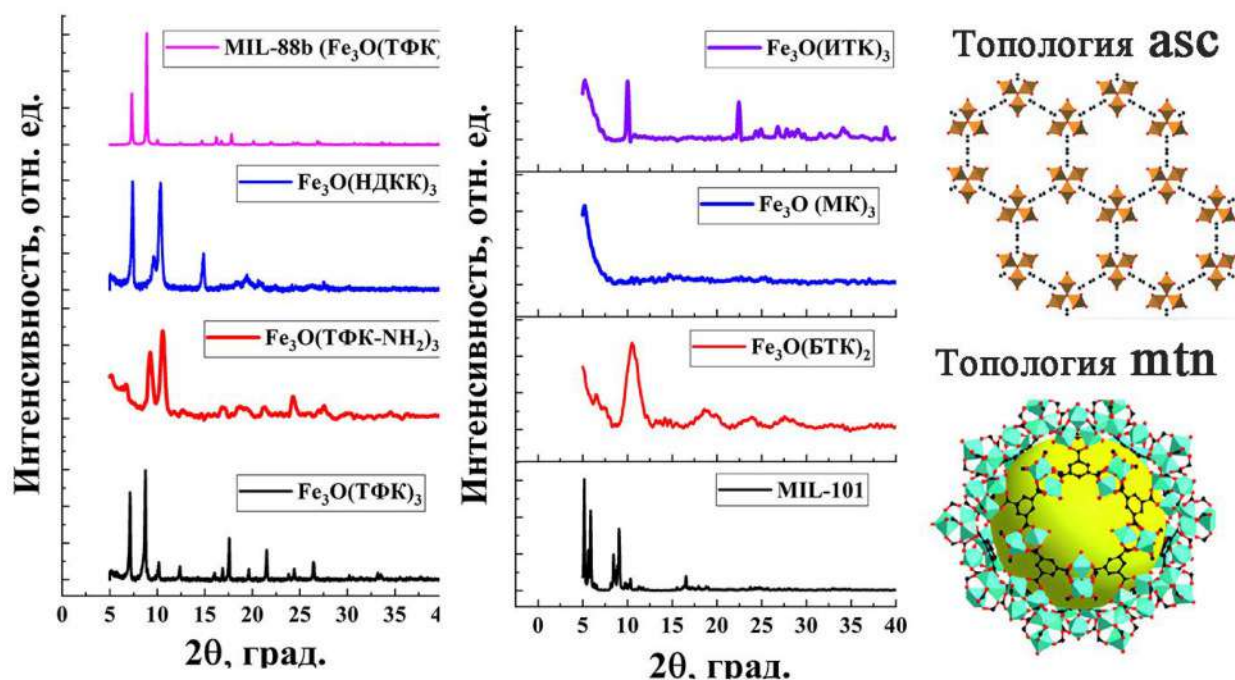 Интенсивность, отн. ед.
MIL-88b (Fe₃O(ТФК)
Fe₃O(НДКК)₃
Fe₃O(ТФК-NH₂)₃
Fe₃O(ТФК)₃
0 5 10 15 20 25 30 35 40
2θ, град.
Интенсивность, отн. ед.
Fe₃O(ИТК)₃
Fe₃O (МК)₃
Fe₃O(БТК)₂
MIL-101
0 5 10 15 20 25 30 35 40
2θ, град.
Топология asc
Топология mtn